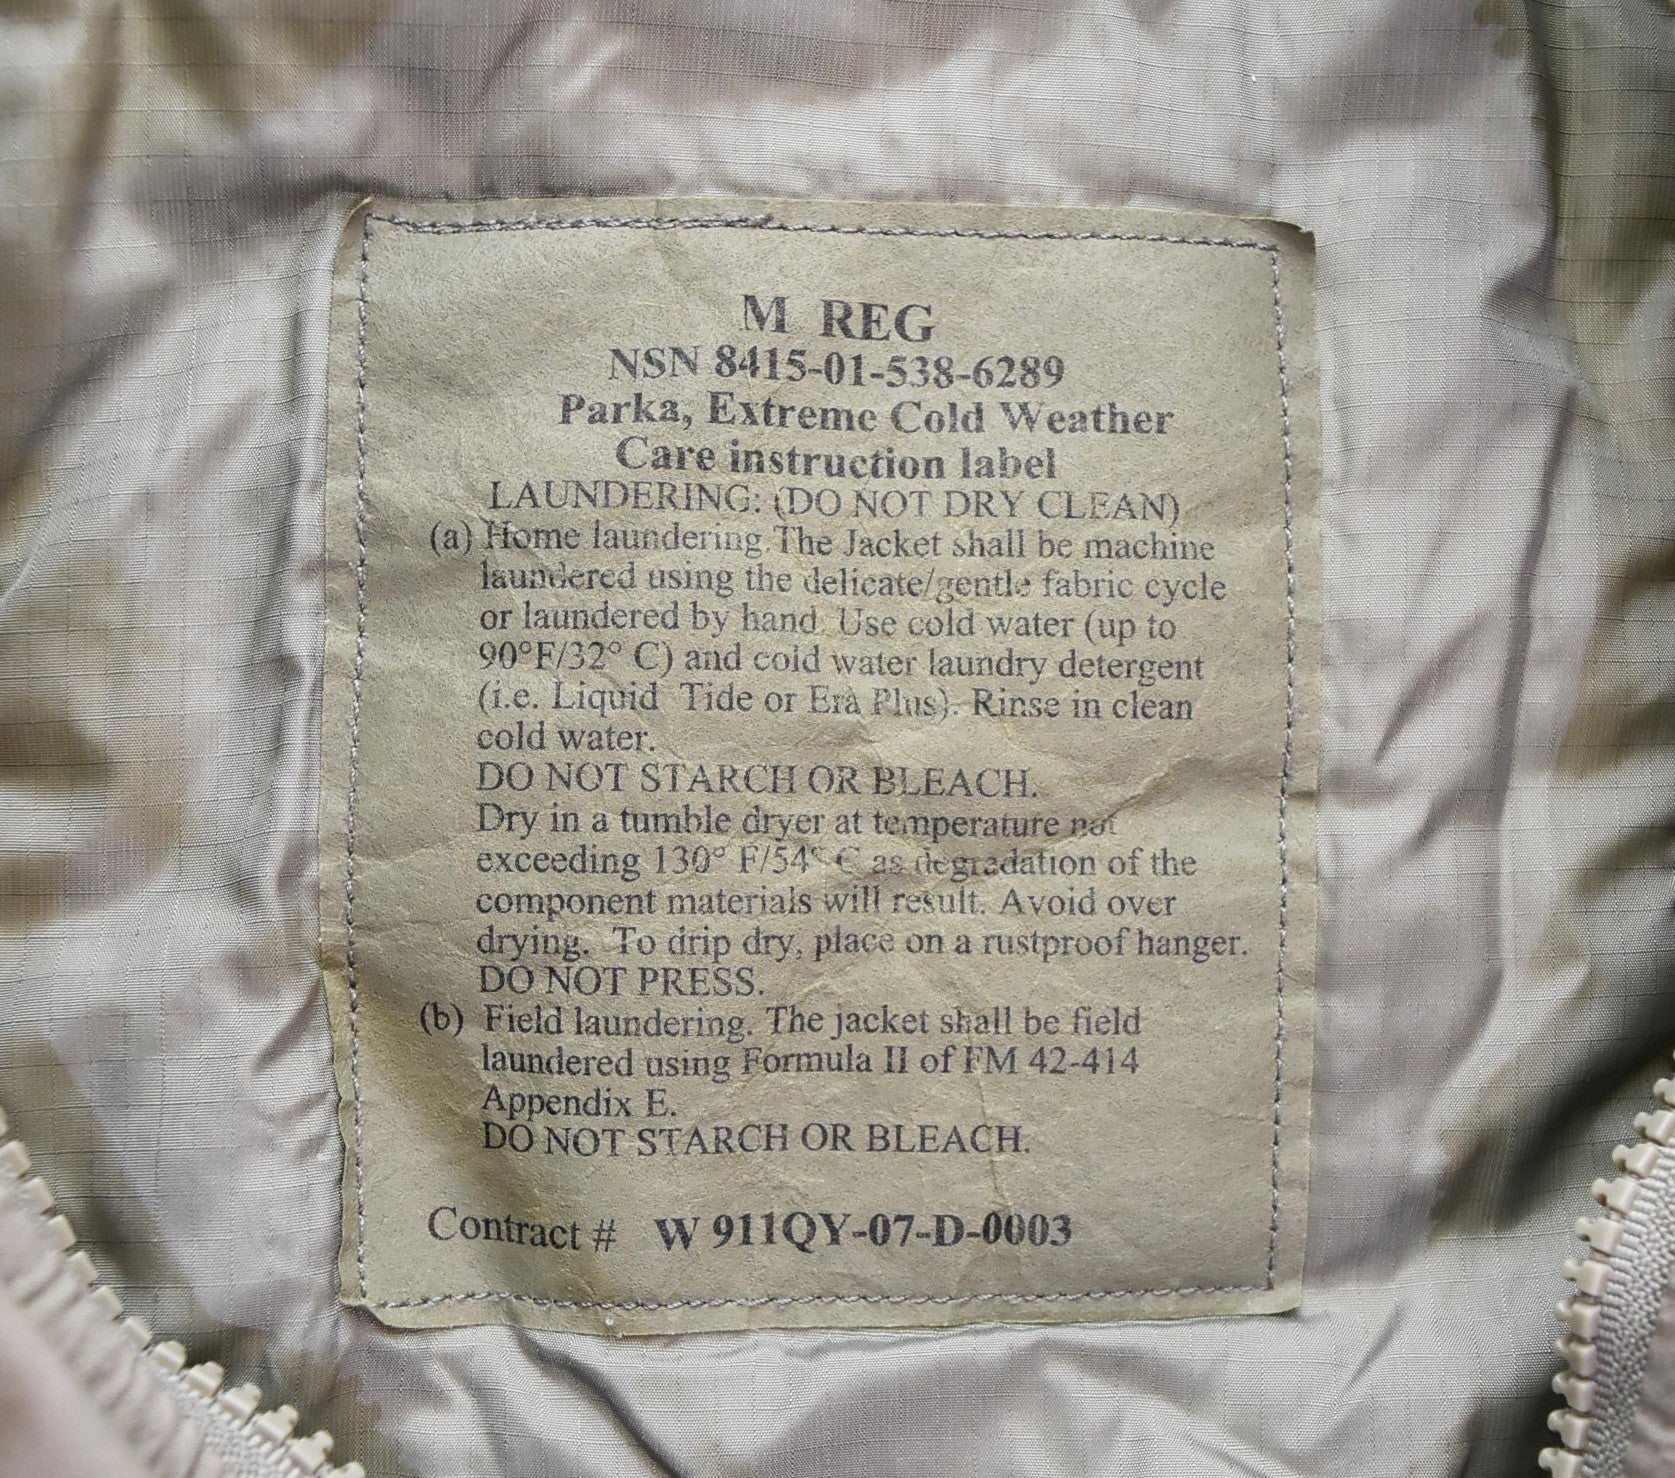 M REG
NSN 8415-01-538-6289
Parka, Extreme Cold Weather
Care instruction label
LAUNDERING: (DO NOT DRY CLEAN)
(a) Home laundering. The Jacket shall be machine
laundered using the delicate/gentle fabric cycle
or laundered by hand. Use cold water (up to
90°F/32° C) and cold water laundry detergent
(i.e. Liquid Tide or Era Plus). Rinse in clean
cold water.
DO NOT STARCH OR BLEACH.
Dry in a tumble dryer at temperature not
exceeding 130° F/54° C as degradation of the
component materials will result. Avoid over
drying. To drip dry, place on a rustproof hanger.
DO NOT PRESS.
(b) Field laundering. The jacket shall be field
laundered using Formula II of FM 42-414
Appendix E.
DO NOT STARCH OR BLEACH.
Contract # W 911QY-07-D-0003